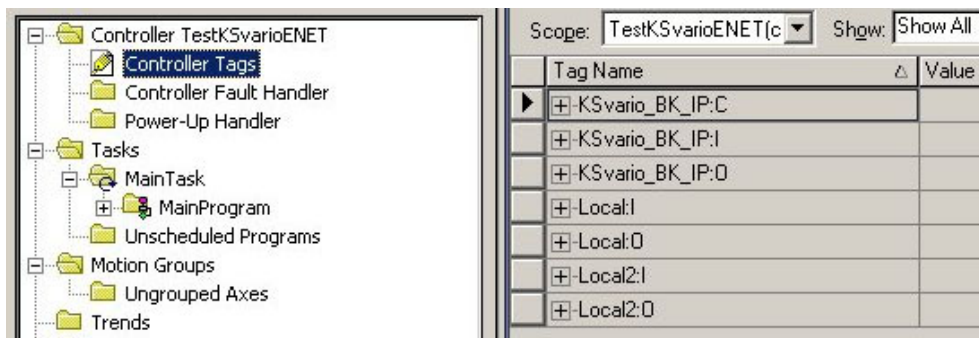 Controller TestKSvarioENET
Controller Tags
Controller Fault Handler
Power-Up Handler
Tasks
MainTask
MainProgram
Unscheduled Programs
Motion Groups
Ungrouped Axes
Trends
Scope: TestKSvarioENET(c Show: Show All
Tag Name Value
KSvario_BK_IP:C
KSvario_BK_IP:I
KSvario_BK_IP:O
Local:I
Local:O
Local2:I
Local2:O